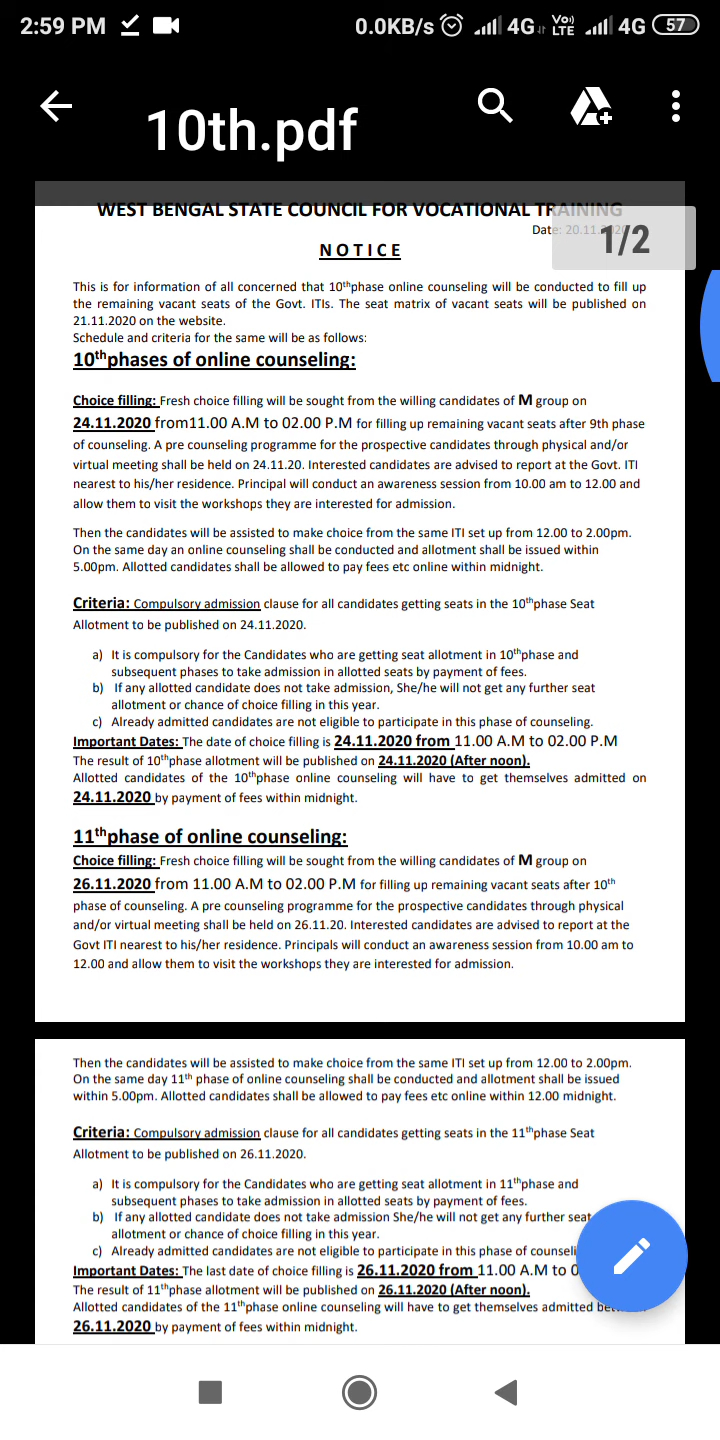 2:59 PM 0.0KB/s 4G Vo) LTE 4G 57
10th.pdf
WEST BENGAL STATE COUNCIL FOR VOCATIONAL TRAINING
Date: 20.11.2020
1/2
NOTICE
This is for information of all concerned that 10thphase online counseling will be conducted to fill up
the remaining vacant seats of the Govt. ITIs. The seat matrix of vacant seats will be published on
21.11.2020 on the website.
Schedule and criteria for the same will be as follows:
10thphases of online counseling:
Choice filling: Fresh choice filling will be sought from the willing candidates of M group on
24.11.2020 from11.00 A.M to 02.00 P.M for filling up remaining vacant seats after 9th phase
of counseling. A pre counseling programme for the prospective candidates through physical and/or
virtual meeting shall be held on 24.11.20. Interested candidates are advised to report at the Govt. ITI
nearest to his/her residence. Principal will conduct an awareness session from 10.00 am to 12.00 and
allow them to visit the workshops they are interested for admission.
Then the candidates will be assisted to make choice from the same ITI set up from 12.00 to 2.00pm.
On the same day an online counseling shall be conducted and allotment shall be issued within
5.00pm. Allotted candidates shall be allowed to pay fees etc online within midnight.
Criteria: Compulsory admission clause for all candidates getting seats in the 10thphase Seat
Allotment to be published on 24.11.2020.
a) It is compulsory for the Candidates who are getting seat allotment in 10thphase and
subsequent phases to take admission in allotted seats by payment of fees.
b) If any allotted candidate does not take admission, She/he will not get any further seat
allotment or chance of choice filling in this year.
c) Already admitted candidates are not eligible to participate in this phase of counseling.
Important Dates: The date of choice filling is 24.11.2020 from 11.00 A.M to 02.00 P.M
The result of 10thphase allotment will be published on 24.11.2020 (After noon).
Allotted candidates of the 10thphase online counseling will have to get themselves admitted on
24.11.2020 by payment of fees within midnight.
11thphase of online counseling:
Choice filling: Fresh choice filling will be sought from the willing candidates of M group on
26.11.2020 from 11.00 A.M to 02.00 P.M for filling up remaining vacant seats after 10th
phase of counseling. A pre counseling programme for the prospective candidates through physical
and/or virtual meeting shall be held on 26.11.20. Interested candidates are advised to report at the
Govt ITI nearest to his/her residence. Principals will conduct an awareness session from 10.00 am to
12.00 and allow them to visit the workshops they are interested for admission.
Then the candidates will be assisted to make choice from the same ITI set up from 12.00 to 2.00pm.
On the same day 11th phase of online counseling shall be conducted and allotment shall be issued
within 5.00pm. Allotted candidates shall be allowed to pay fees etc online within 12.00 midnight.
Criteria: Compulsory admission clause for all candidates getting seats in the 11thphase Seat
Allotment to be published on 26.11.2020.
a) It is compulsory for the Candidates who are getting seat allotment in 11thphase and
subsequent phases to take admission in allotted seats by payment of fees.
b) If any allotted candidate does not take admission She/he will not get any further seat
allotment or chance of choice filling in this year.
c) Already admitted candidates are not eligible to participate in this phase of counseli
Important Dates: The last date of choice filling is 26.11.2020 from 11.00 A.M to
The result of 11thphase allotment will be published on 26.11.2020 (After noon).
Allotted candidates of the 11thphase online counseling will have to get themselves admitted
26.11.2020 by payment of fees within midnight.